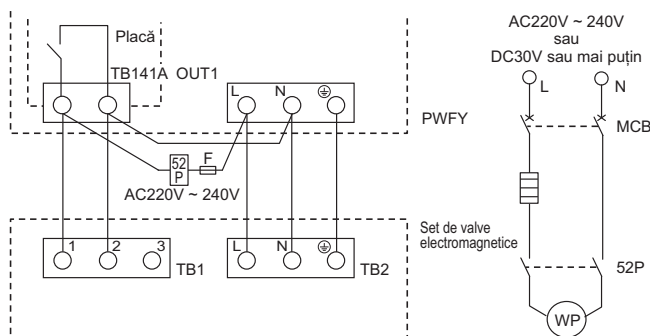 Placă
TB141A OUT1
L N ⏚
PWFY
52
P
F
AC220V ~ 240V
1 2 3
TB1
L N ⏚
TB2
Set de valve
electromagnetice
AC220V ~ 240V
sau
DC30V sau mai puțin
L N
MCB
52P
WP